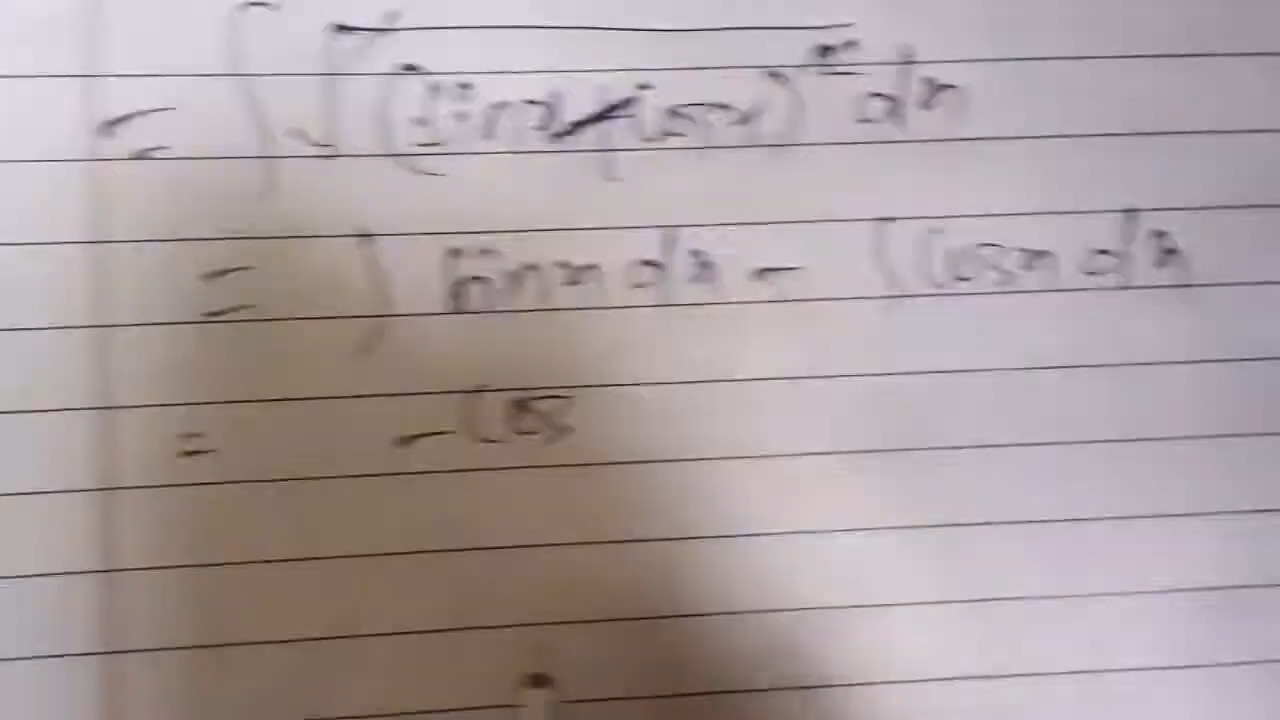 = ∫ √(sinx - cosx)² dx
= ∫ sinx dx - ∫ cosx dx
= - cos